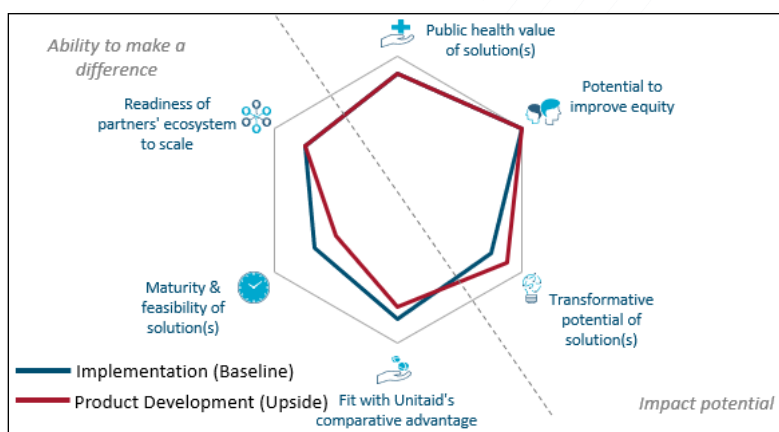 Ability to make a
difference
Public health value
of solution(s)
Potential to
improve equity
Readiness of
partners' ecosystem
to scale
Maturity &
feasibility of
solution(s)
Transformative
potential of
solution(s)
Implementation (Baseline)
Product Development (Upside)
Fit with Unitaid's
comparative advantage
Impact potential